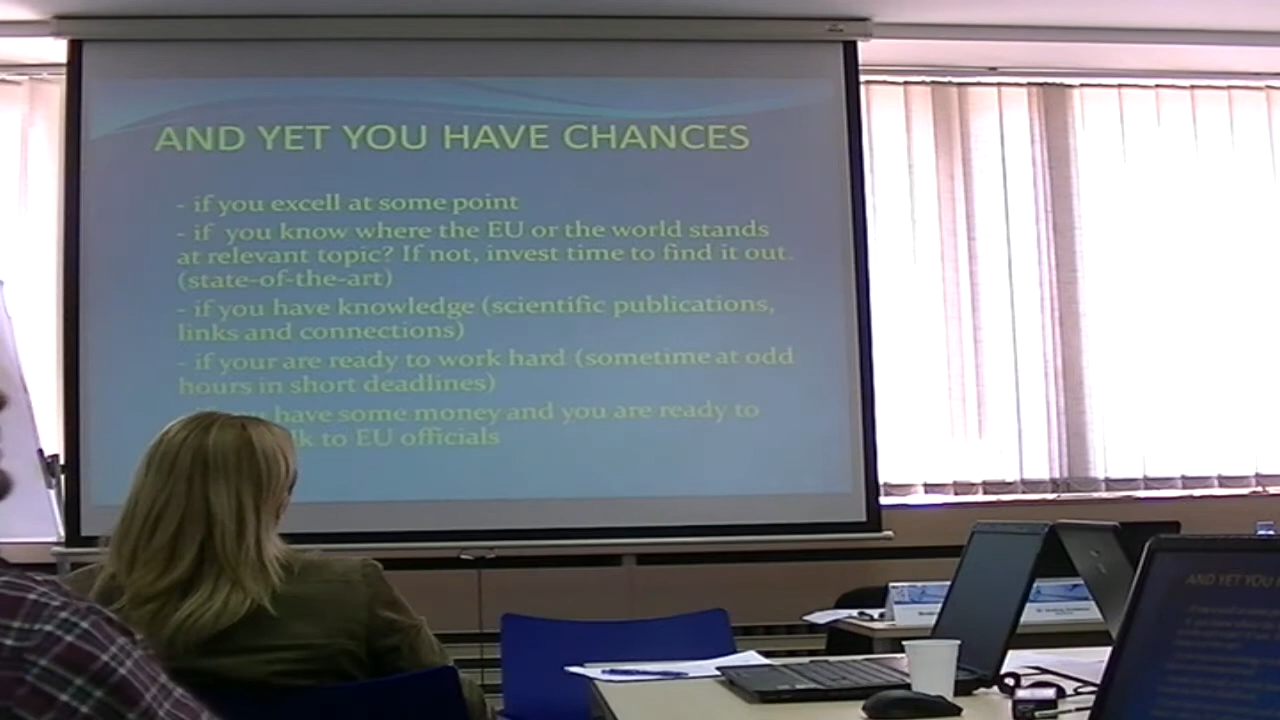 AND YET YOU HAVE CHANCES
- if you excell at some point
- if you know where the EU or the world stands
at relevant topic? If not, invest time to find it out.
(state-of-the-art)
- if you have knowledge (scientific publications,
links and connections)
- if your are ready to work hard (sometime at odd
hours in short deadlines)
have some money and you are ready to
to EU officials
AND YET YOU